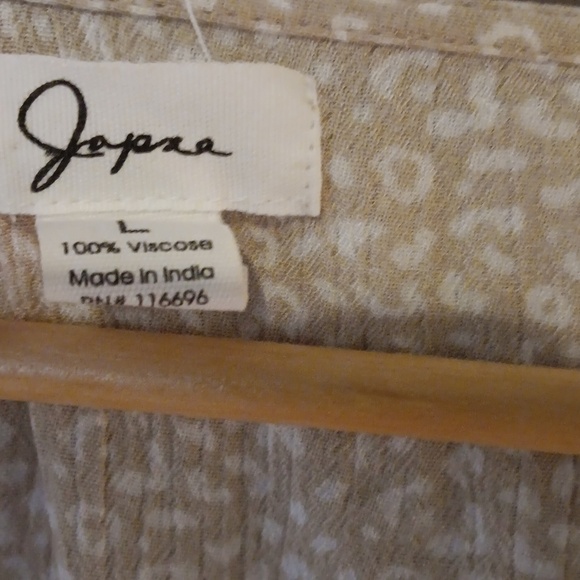 Japna
L
100% Viscose
Made In India
RN# 116696